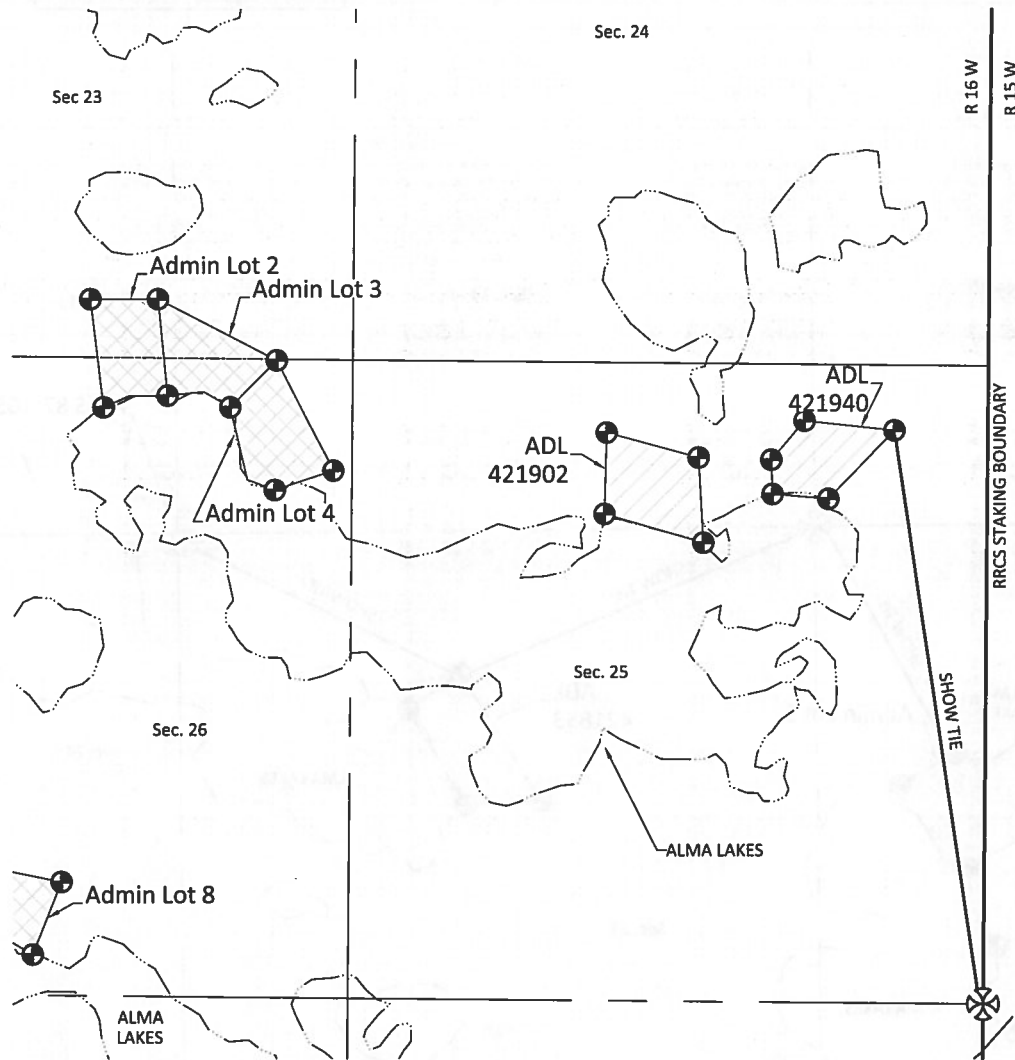 Sec. 24
Sec 23
R 16 W
R 15 W
Admin Lot 2
Admin Lot 3
ADL
421940
RRCS STAKING BOUNDARY
ADL
421902
Admin Lot 4
Sec. 25
SHOW TIE
Sec. 26
ALMA LAKES
Admin Lot 8
ALMA
LAKES